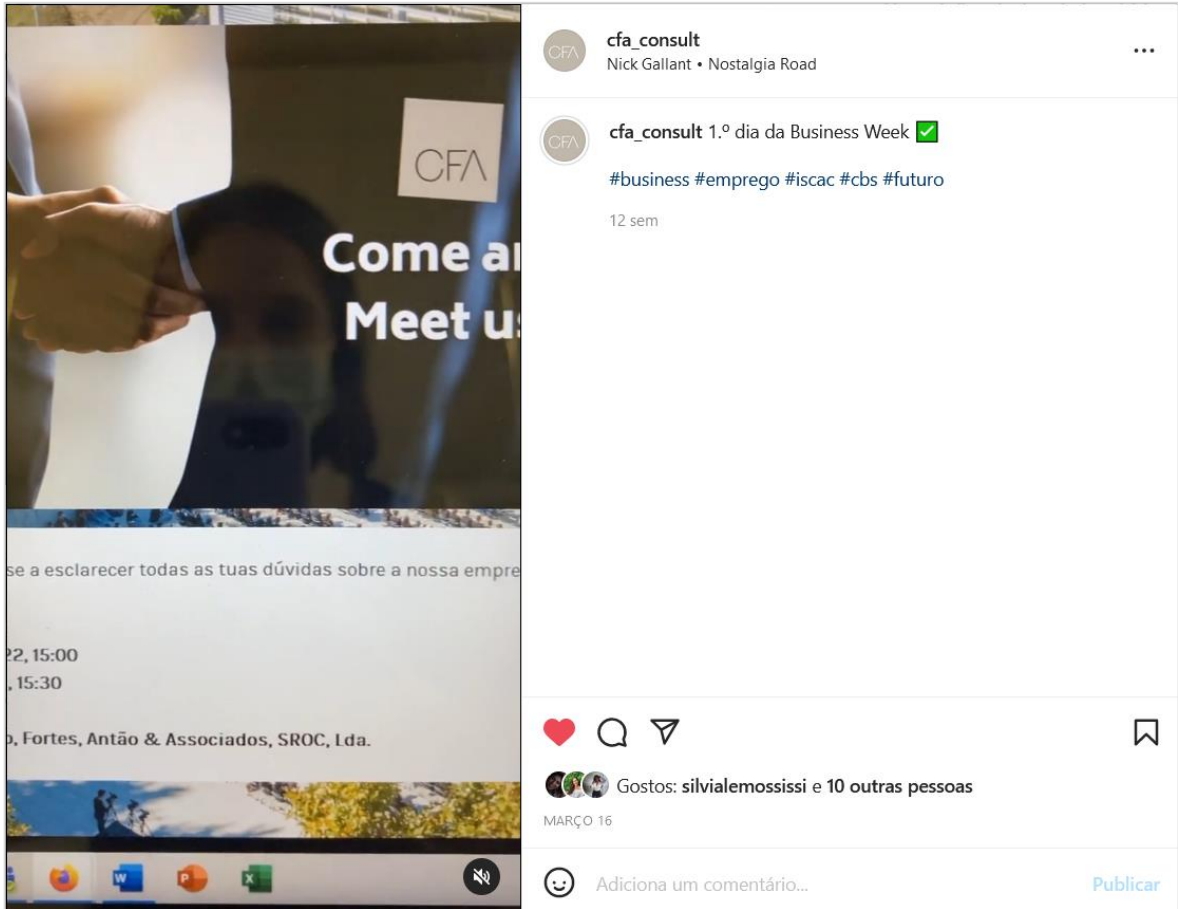 CFA
Come
Meet
se a esclarecer todas as tuas dúvidas sobre a nossa empre
22, 15:00
, 15:30
o, Fortes, Antão & Associados, SROC, Lda.
CFA
cfa_consult
Nick Gallant • Nostalgia Road
CFA
cfa_consult 1.º dia da Business Week ✅
#business #emprego #iscac #cbs #futuro
12 sem
Gostos: silvialemossissi e 10 outras pessoas
MARÇO 16
Adiciona um comentário...
Publicar